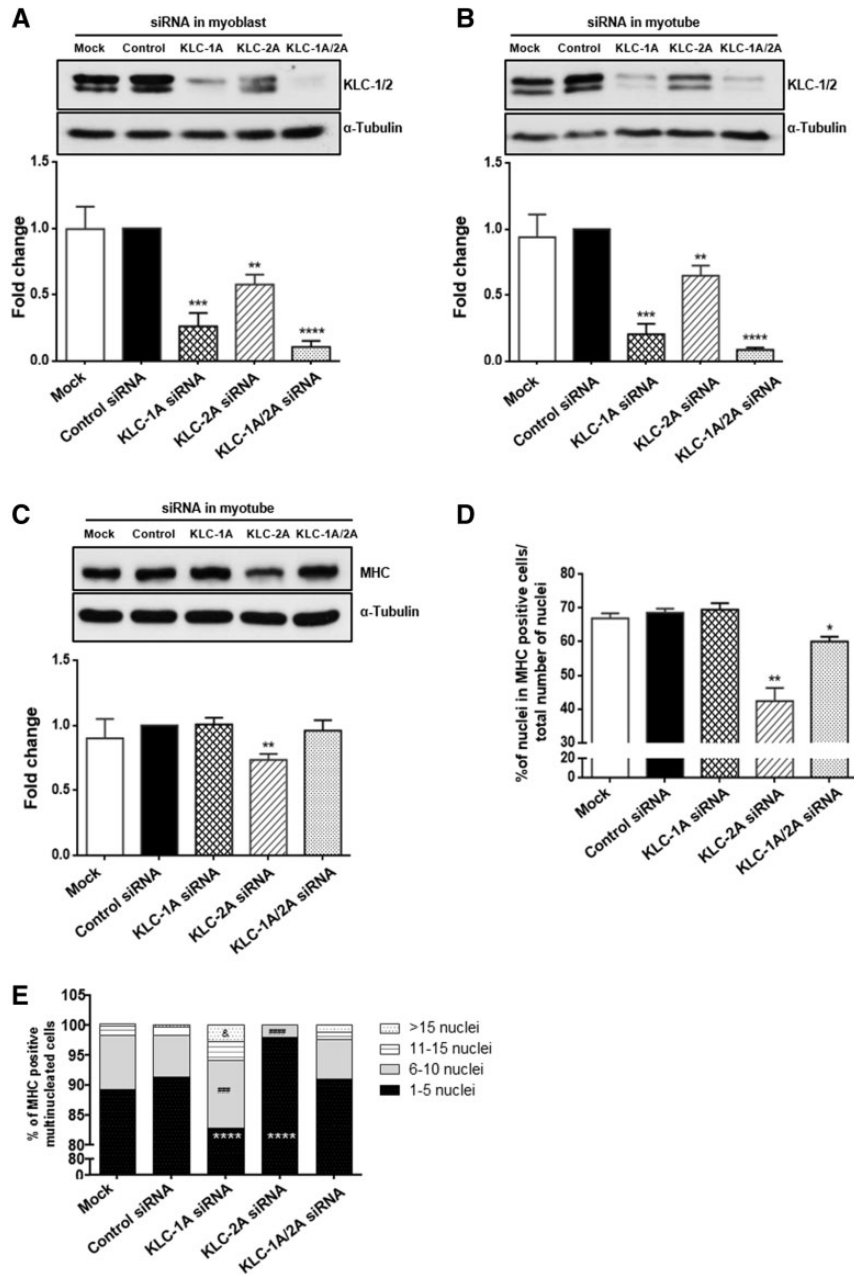 A
siRNA in myoblast
Mock Control KLC-1A KLC-2A KLC-1A/2A
KLC-1/2
α-Tubulin
1.5
1.0
0.5
0.0
Fold change
***
**
****
Mock
Control siRNA
KLC-1A siRNA
KLC-2A siRNA
KLC-1A/2A siRNA
B
siRNA in myotube
Mock Control KLC-1A KLC-2A KLC-1A/2A
KLC-1/2
α-Tubulin
1.5
1.0
0.5
0.0
Fold change
***
**
****
Mock
Control siRNA
KLC-1A siRNA
KLC-2A siRNA
KLC-1A/2A siRNA
C
siRNA in myotube
Mock Control KLC-1A KLC-2A KLC-1A/2A
MHC
α-Tubulin
1.5
1.0
0.5
0.0
Fold change
**
Mock
Control siRNA
KLC-1A siRNA
KLC-2A siRNA
KLC-1A/2A siRNA
D
%of nuclei in MHC positive cells/
total number of nuclei
80
70
60
50
40
30
20
0
**
*
Mock
Control siRNA
KLC-1A siRNA
KLC-2A siRNA
KLC-1A/2A siRNA
E
% of MHC positive
multinucleated cells
105
100
95
90
85
80
80
0
&
###
****
####
****
>15 nuclei
11-15 nuclei
6-10 nuclei
1-5 nuclei
Mock
Control siRNA
KLC-1A siRNA
KLC-2A siRNA
KLC-1A/2A siRNA